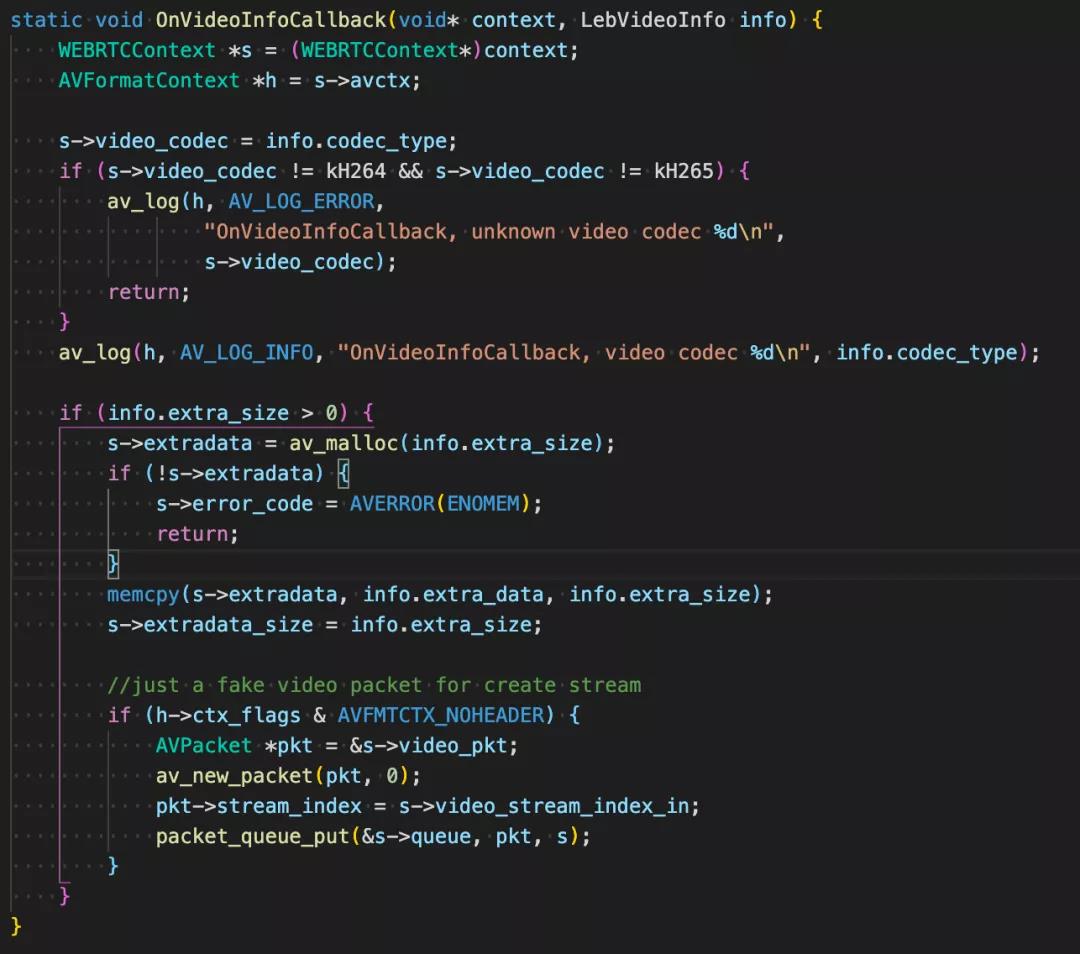 static void OnVideoInfoCallback(void* context, LebVideoInfo info) {
    WEBRTCContext *s = (WEBRTCContext*)context;
    AVFormatContext *h = s->avctx;

    s->video_codec = info.codec_type;
    if (s->video_codec != kH264 && s->video_codec != kH265) {
        av_log(h, AV_LOG_ERROR,
                "OnVideoInfoCallback, unknown video codec %d\n",
                s->video_codec);
        return;
    }
    av_log(h, AV_LOG_INFO, "OnVideoInfoCallback, video codec %d\n", info.codec_type);

    if (info.extra_size > 0) {
        s->extradata = av_malloc(info.extra_size);
        if (!s->extradata) {
            s->error_code = AVERROR(ENOMEM);
            return;
        }
        memcpy(s->extradata, info.extra_data, info.extra_size);
        s->extradata_size = info.extra_size;

        //just a fake video packet for create stream
        if (h->ctx_flags & AVFMTCTX_NOHEADER) {
            AVPacket *pkt = &s->video_pkt;
            av_new_packet(pkt, 0);
            pkt->stream_index = s->video_stream_index_in;
            packet_queue_put(&s->queue, pkt, s);
        }
    }
}